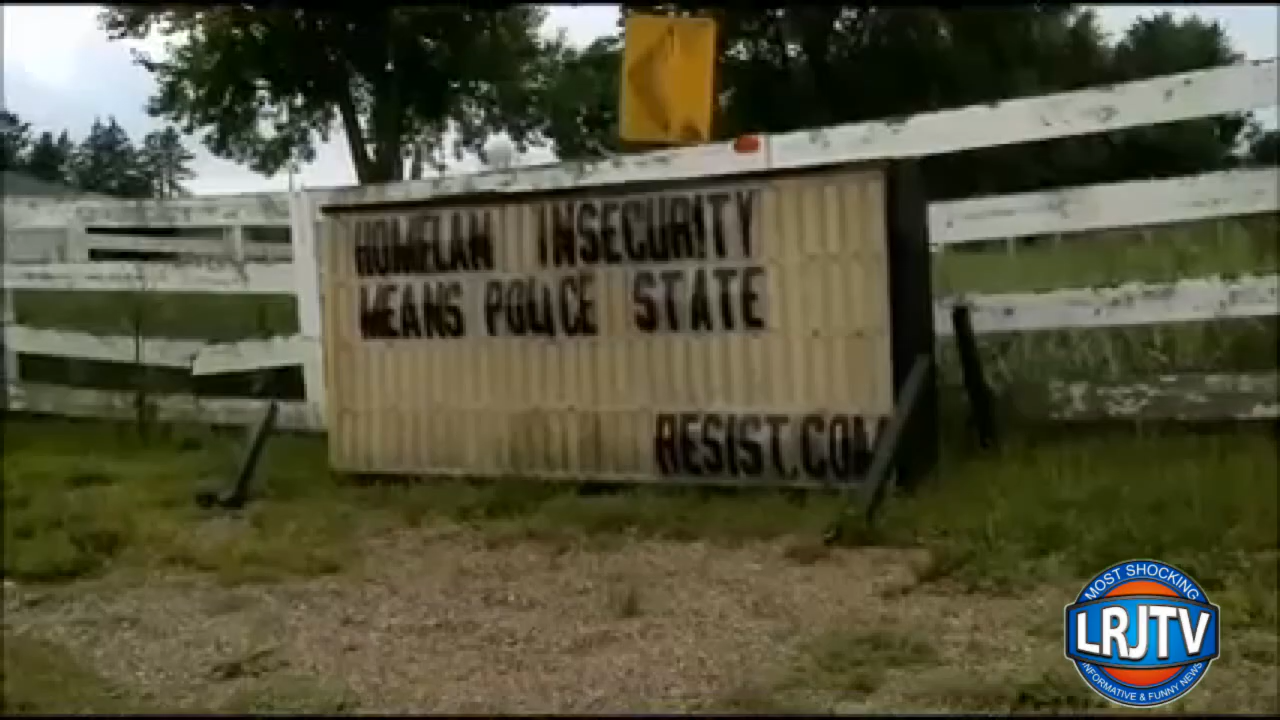 HOMELAN INSECURITY
MEANS POLICE STATE
RESIST.COM
MOST SHOCKING
LRJTV
INFORMATIVE & FUNNY NEWS